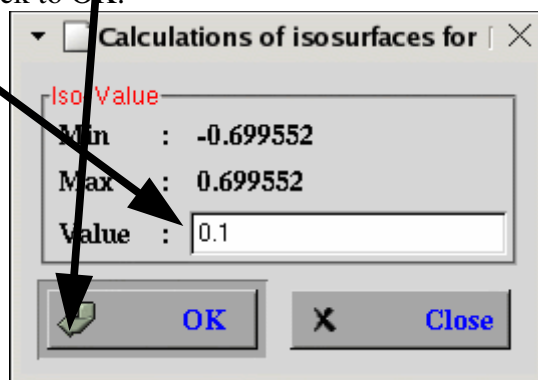 ck to OK.
Calculations of isosurfaces for [
Iso Value
Min : -0.699552
Max : 0.699552
Value : 0.1
OK
Close